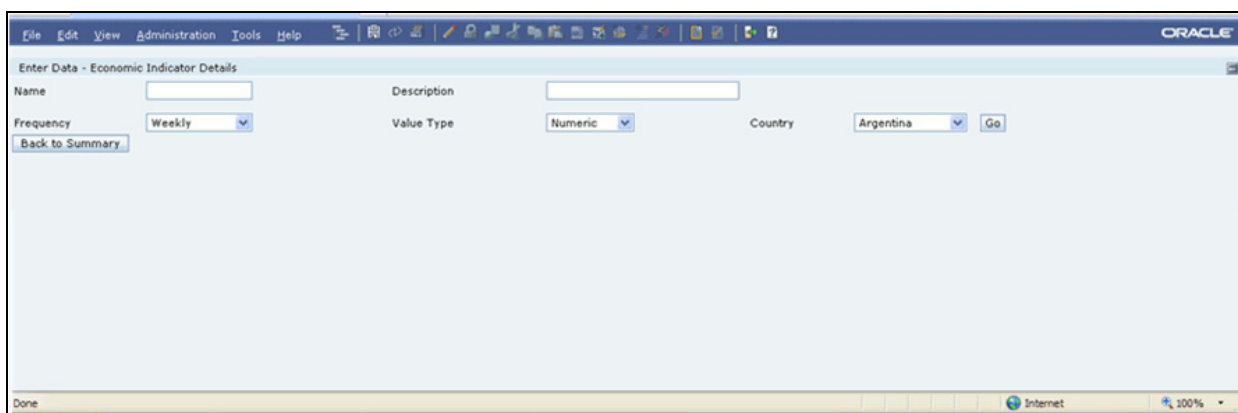 File Edit View Administration Tools Help ORACLE
Enter Data - Economic Indicator Details
Name Description
Frequency Weekly Value Type Numeric Country Argentina Go
Back to Summary
Done Internet 100%